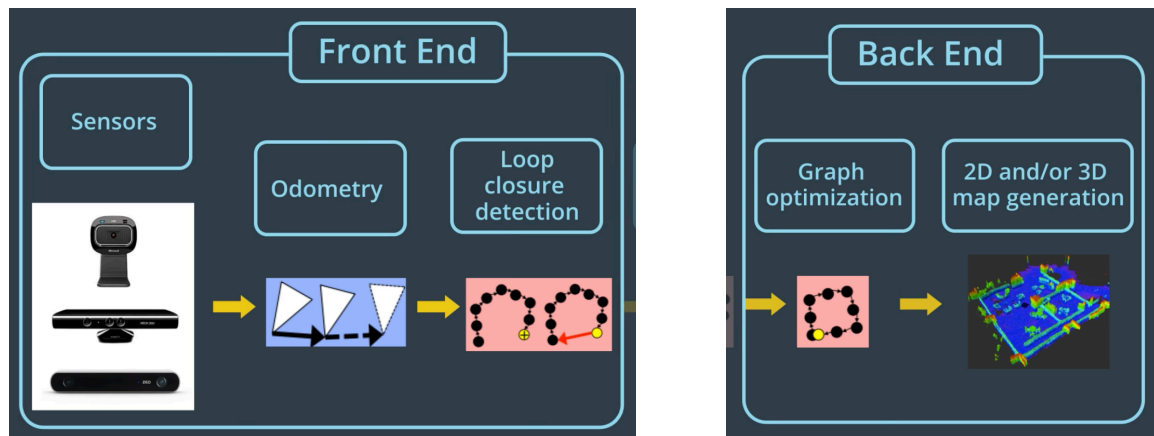 Front End
Sensors
Odometry
Loop
closure
detection
Back End
Graph
optimization
2D and/or 3D
map generation